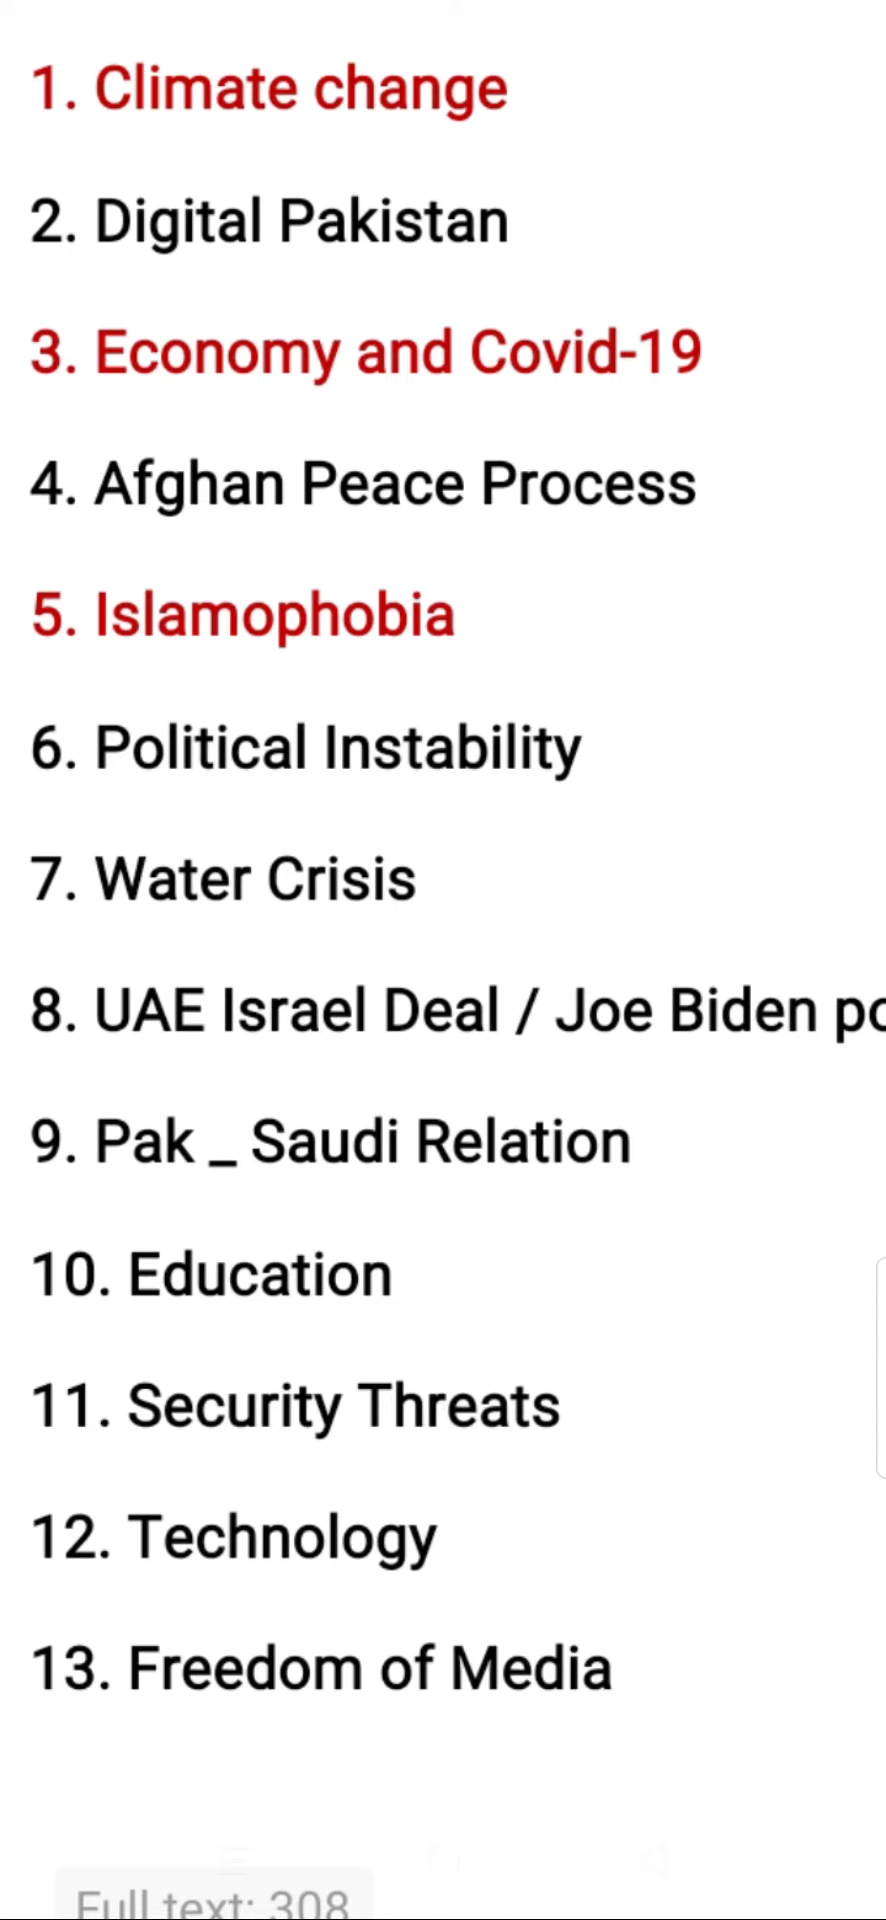 1. Climate change
2. Digital Pakistan
3. Economy and Covid-19
4. Afghan Peace Process
5. Islamophobia
6. Political Instability
7. Water Crisis
8. UAE Israel Deal / Joe Biden
9. Pak _ Saudi Relation
10. Education
11. Security Threats
12. Technology
13. Freedom of Media
Full text: 308